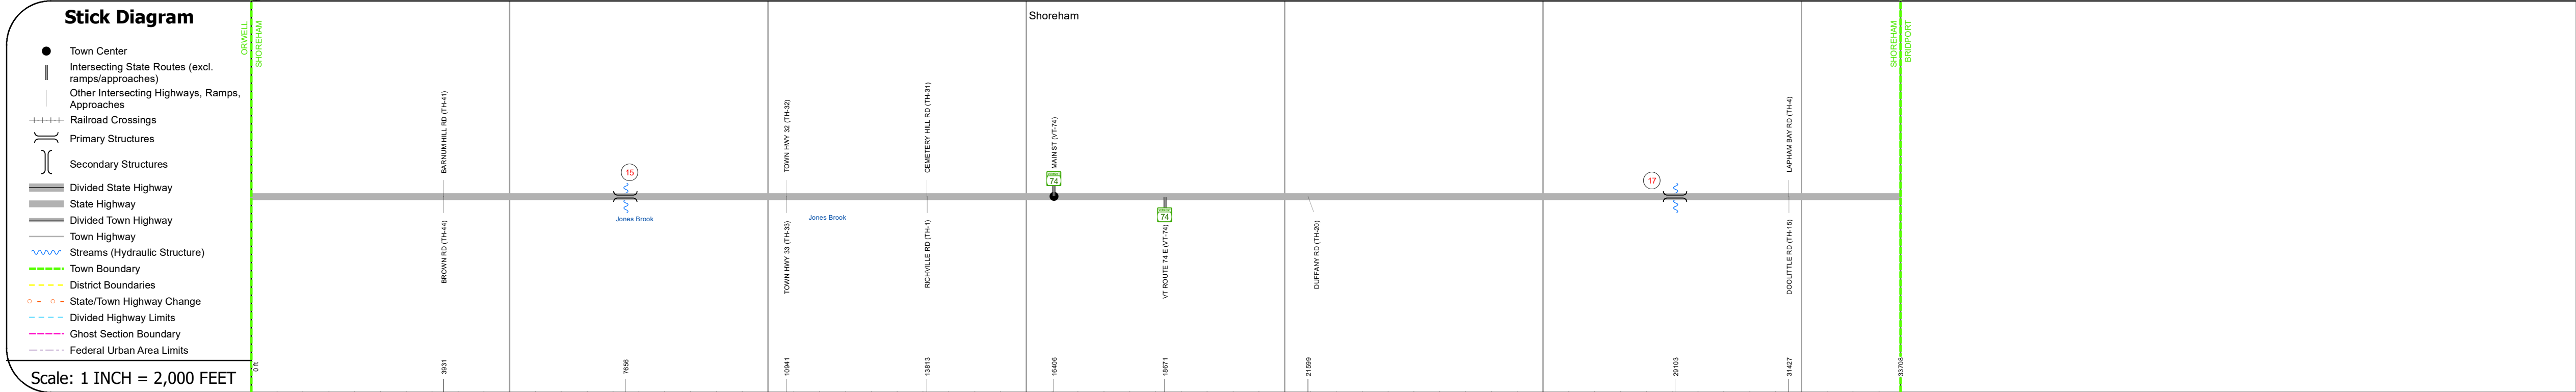 Stick Diagram
Town Center
Intersecting State Routes (excl.
ramps/approaches)
Other Intersecting Highways, Ramps,
Approaches
Railroad Crossings
Primary Structures
Secondary Structures
Divided State Highway
State Highway
Divided Town Highway
Town Highway
Streams (Hydraulic Structure)
Town Boundary
District Boundaries
State/Town Highway Change
Divided Highway Limits
Ghost Section Boundary
Federal Urban Area Limits
Scale: 1 INCH = 2,000 FEET
ORWELL
SHOREHAM
Shoreham
SHOREHAM
BRIDPORT
BARNUM HILL RD (TH-41)
TOWN HWY 32 (TH-32)
CEMETERY HILL RD (TH-31)
MAIN ST (VT-74)
LAPHAM BAY RD (TH-4)
15
74
17
74
Jones Brook
Jones Brook
BROWN RD (TH-44)
TOWN HWY 33 (TH-33)
RICHVILLE RD (TH-1)
VT ROUTE 74 E (VT-74)
DUFFANY RD (TH-20)
DOOLITTLE RD (TH-15)
0 ft
3931
7656
10941
13813
16406
18671
21599
29103
31427
33708